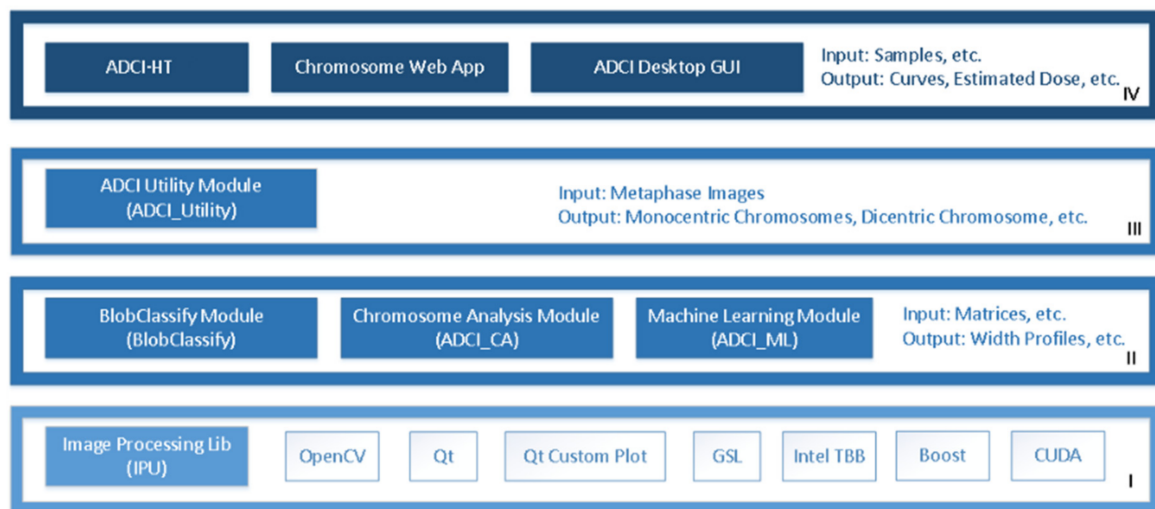 ADCI-HT
Chromosome Web App
ADCI Desktop GUI
Input: Samples, etc.
Output: Curves, Estimated Dose, etc.
IV
ADCI Utility Module
(ADCI_Utility)
Input: Metaphase Images
Output: Monocentric Chromosomes, Dicentric Chromosome, etc.
III
BlobClassify Module
(BlobClassify)
Chromosome Analysis Module
(ADCI_CA)
Machine Learning Module
(ADCI_ML)
Input: Matrices, etc.
Output: Width Profiles, etc.
II
Image Processing Lib
(IPU)
OpenCV
Qt
Qt Custom Plot
GSL
Intel TBB
Boost
CUDA
I